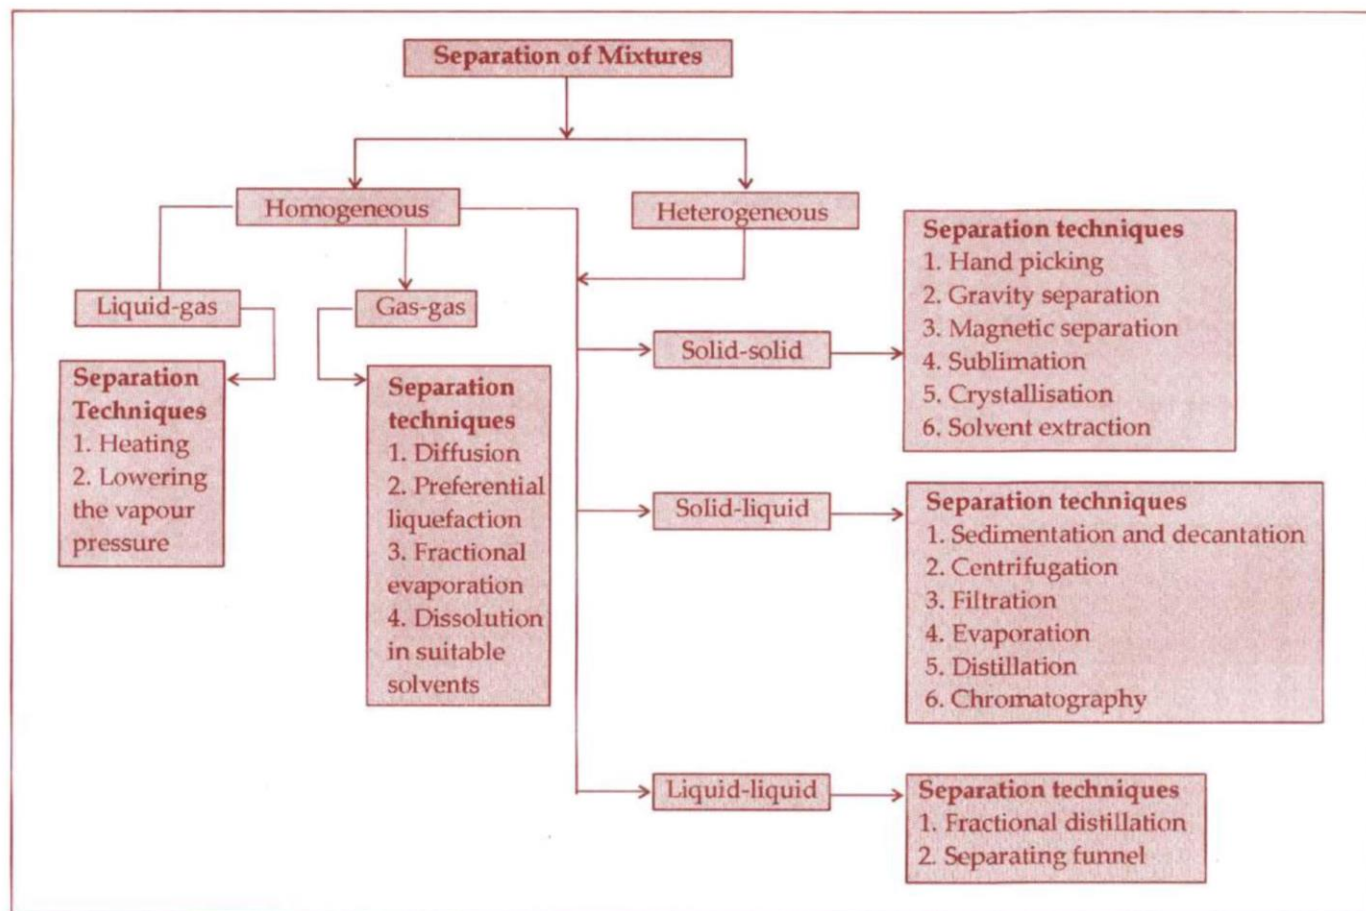 Separation of Mixtures
Homogeneous
Heterogeneous
Liquid-gas
Gas-gas
Separation
Techniques
1. Heating
2. Lowering
the vapour
pressure
Separation
techniques
1. Diffusion
2. Preferential
liquefaction
3. Fractional
evaporation
4. Dissolution
in suitable
solvents
Solid-solid
Separation techniques
1. Hand picking
2. Gravity separation
3. Magnetic separation
4. Sublimation
5. Crystallisation
6. Solvent extraction
Solid-liquid
Separation techniques
1. Sedimentation and decantation
2. Centrifugation
3. Filtration
4. Evaporation
5. Distillation
6. Chromatography
Liquid-liquid
Separation techniques
1. Fractional distillation
2. Separating funnel